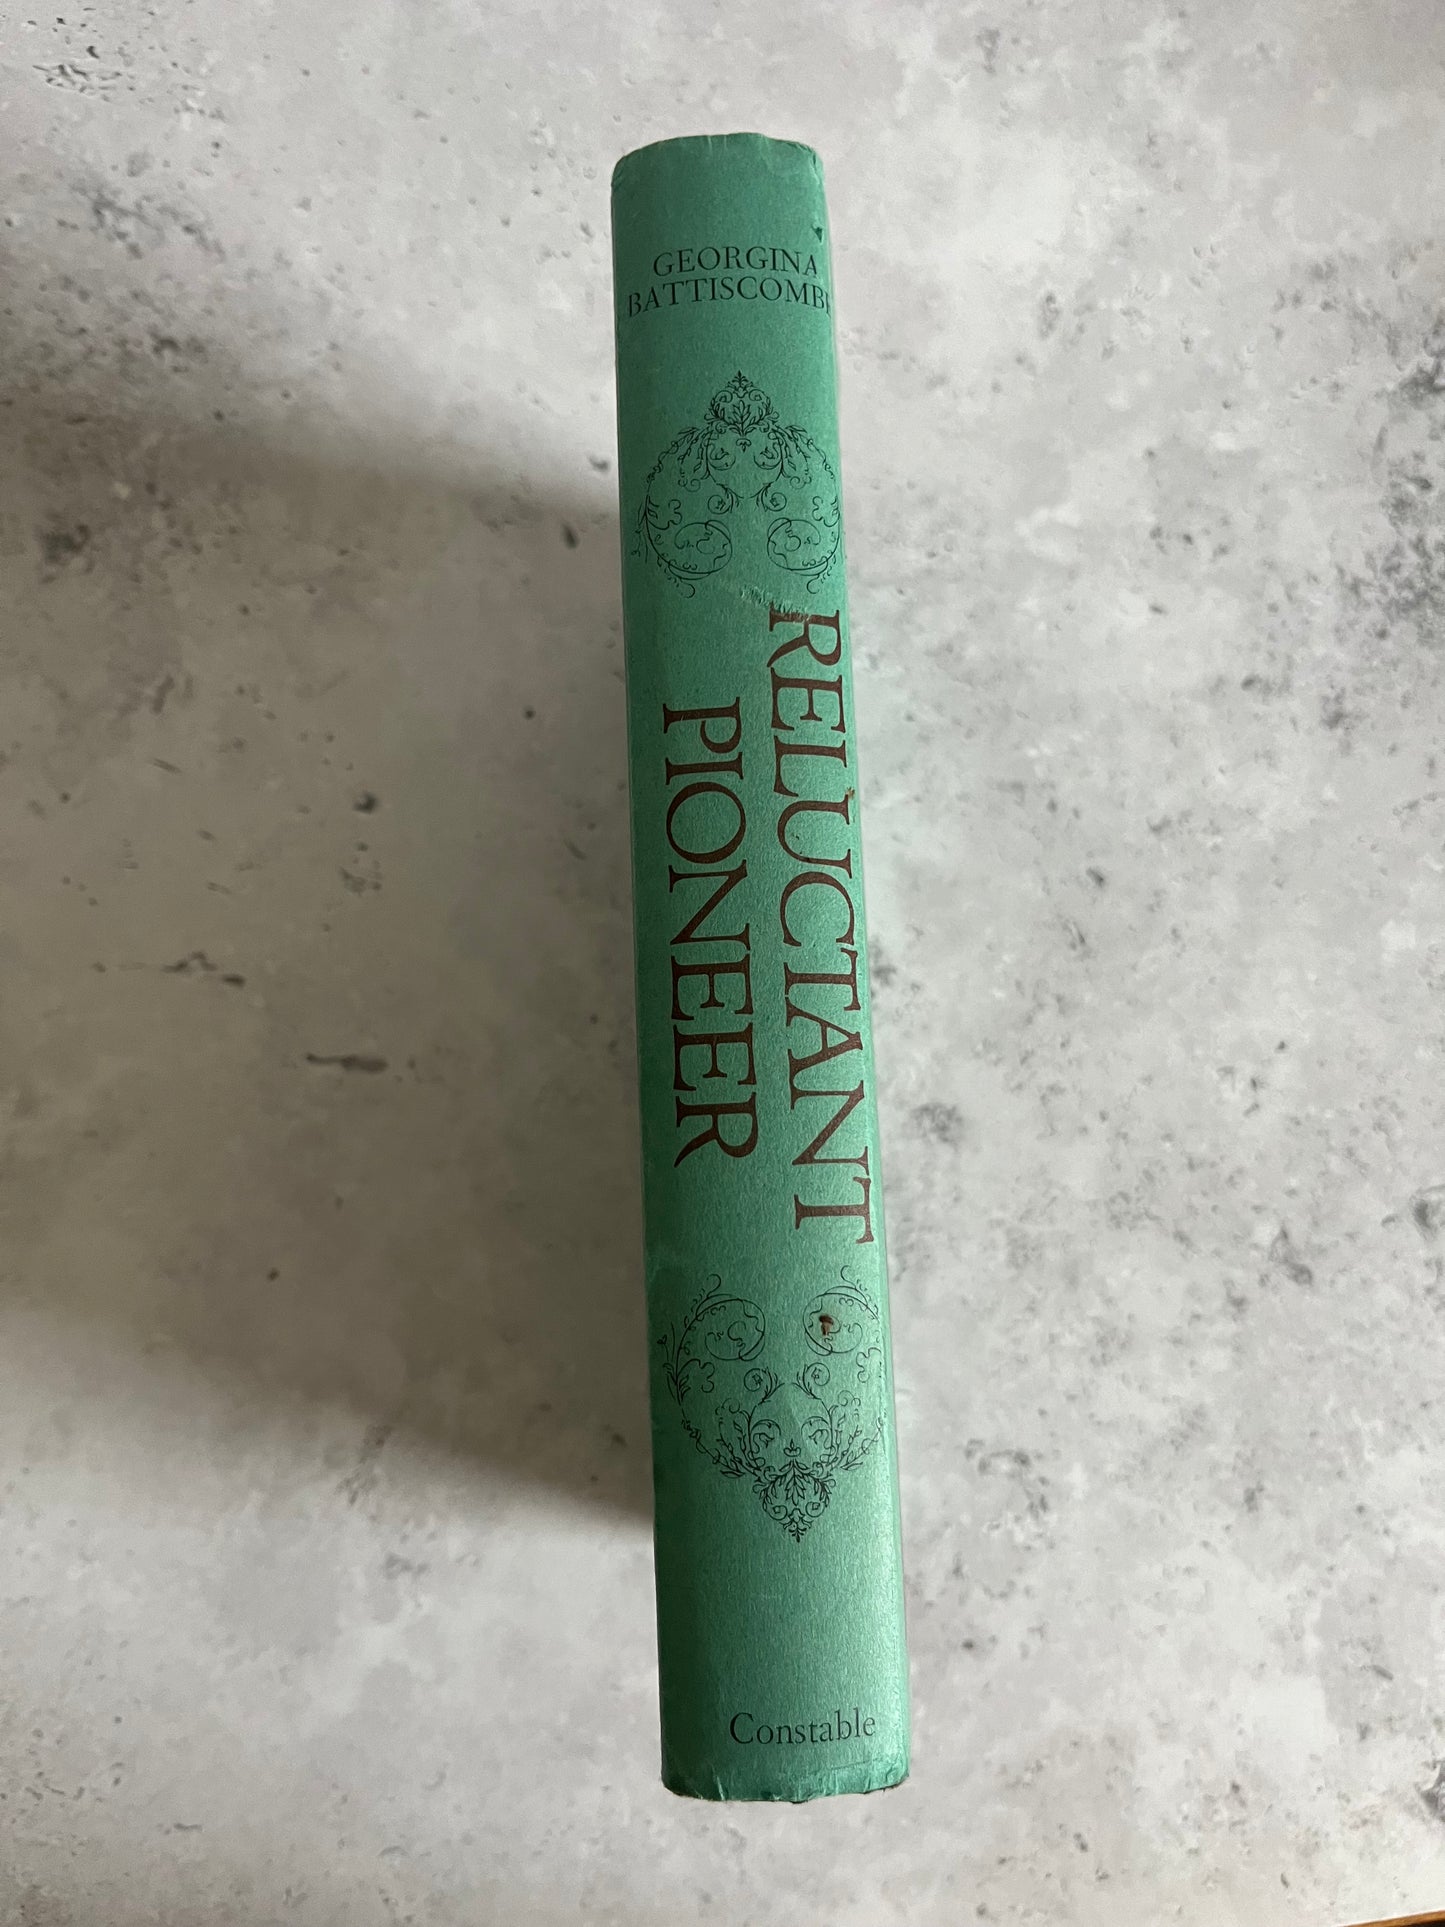 GEORGINA
BATTISCOMBE
RELUCTANT
PIONEER
Constable